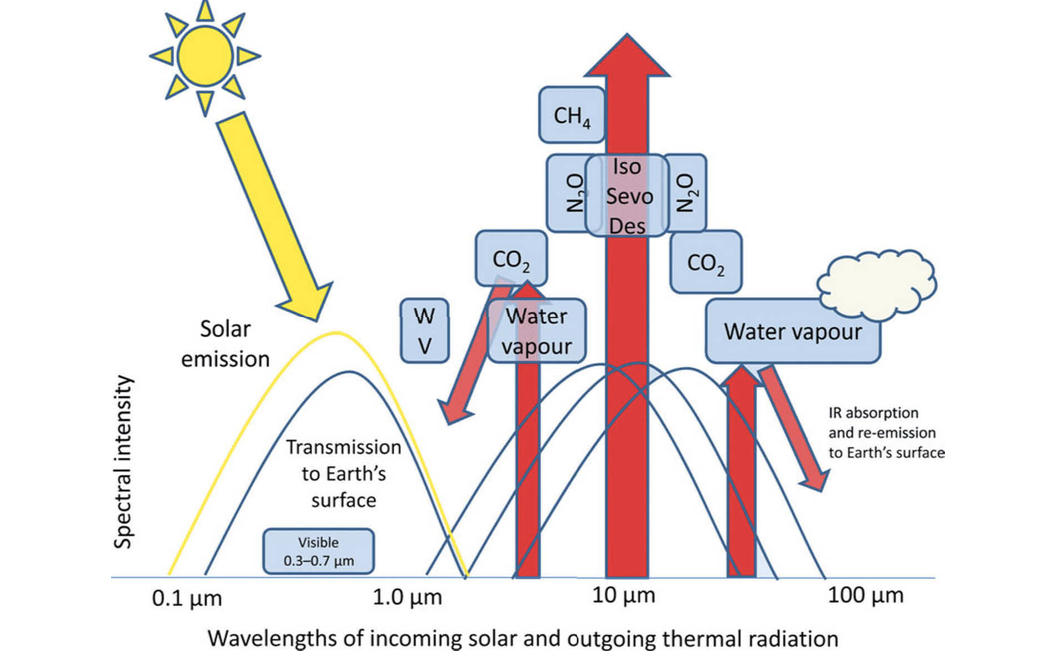 CH₄
N₂O
Iso
Sevo
Des
N₂O
CO₂
CO₂
W
V
Water
vapour
Water vapour
Solar
emission
Transmission
to Earth's
surface
IR absorption
and re-emission
to Earth's surface
Spectral intensity
Visible
0.3–0.7 μm
0.1 μm
1.0 μm
10 μm
100 μm
Wavelengths of incoming solar and outgoing thermal radiation